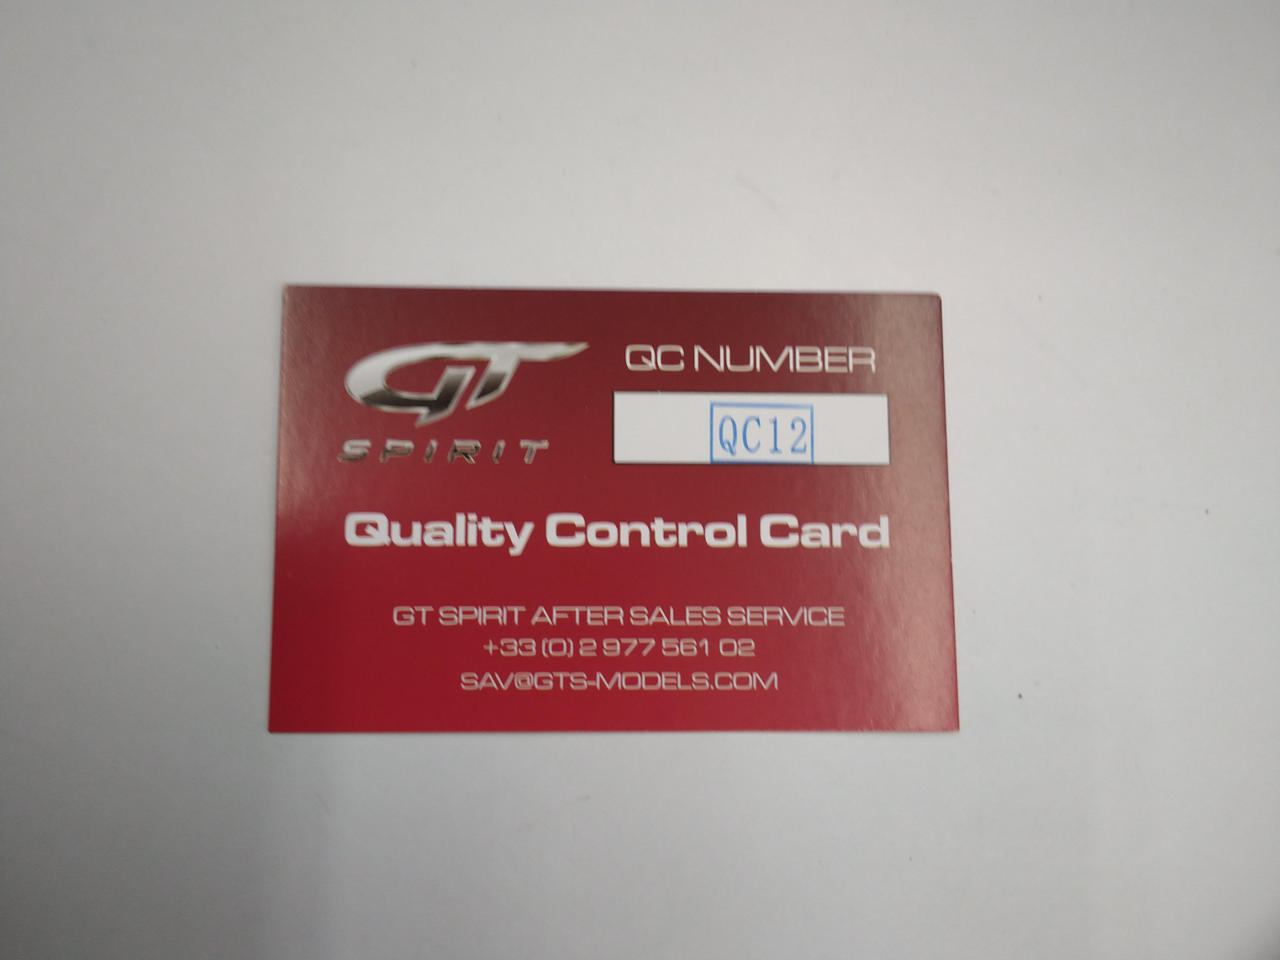 GT
SPIRIT
QC NUMBER
QC12
Quality Control Card
GT SPIRIT AFTER SALES SERVICE
+33 (0) 2 977 561 02
SAV@GTS-MODELS.COM